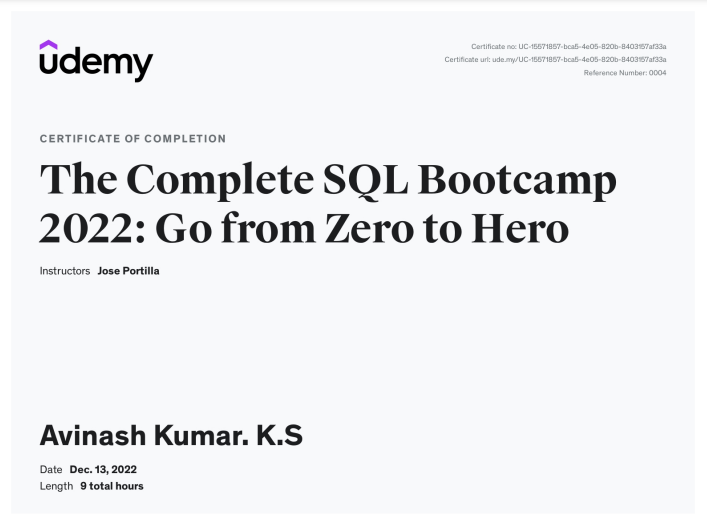 udemy
Certificate no: UC-15571857-bca5-4e05-820b-8403157af33a
Certificate url: ude.my/UC-15571857-bca5-4e05-820b-8403157af33a
Reference Number: 0004
CERTIFICATE OF COMPLETION
The Complete SQL Bootcamp
2022: Go from Zero to Hero
Instructors Jose Portilla
Avinash Kumar. K.S
Date Dec. 13, 2022
Length 9 total hours